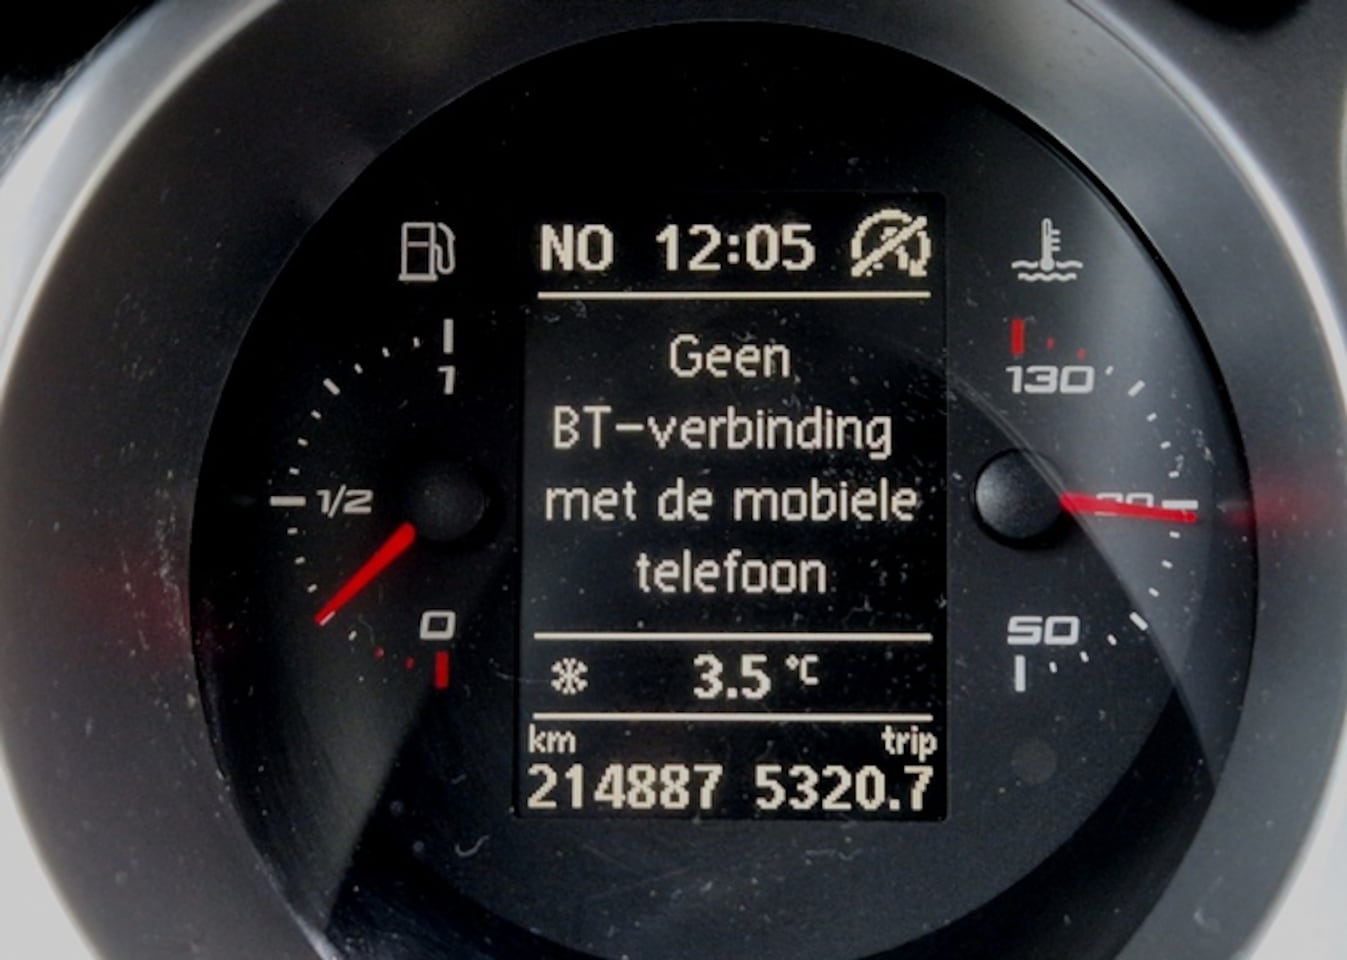 NO 12:05
1
1/2
0
Geen
BT-verbinding
met de mobiele
telefoon
130
90
50
3.5 °C
km trip
214887 5320.7